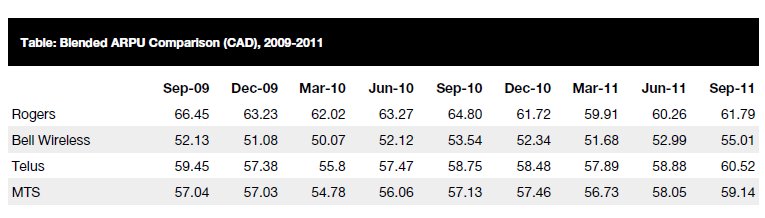 Table: Blended ARPU Comparison (CAD), 2009-2011
Sep-09 Dec-09 Mar-10 Jun-10 Sep-10 Dec-10 Mar-11 Jun-11 Sep-11
Rogers 66.45 63.23 62.02 63.27 64.80 61.72 59.91 60.26 61.79
Bell Wireless 52.13 51.08 50.07 52.12 53.54 52.34 51.68 52.99 55.01
Telus 59.45 57.38 55.8 57.47 58.75 58.48 57.89 58.88 60.52
MTS 57.04 57.03 54.78 56.06 57.13 57.46 56.73 58.05 59.14